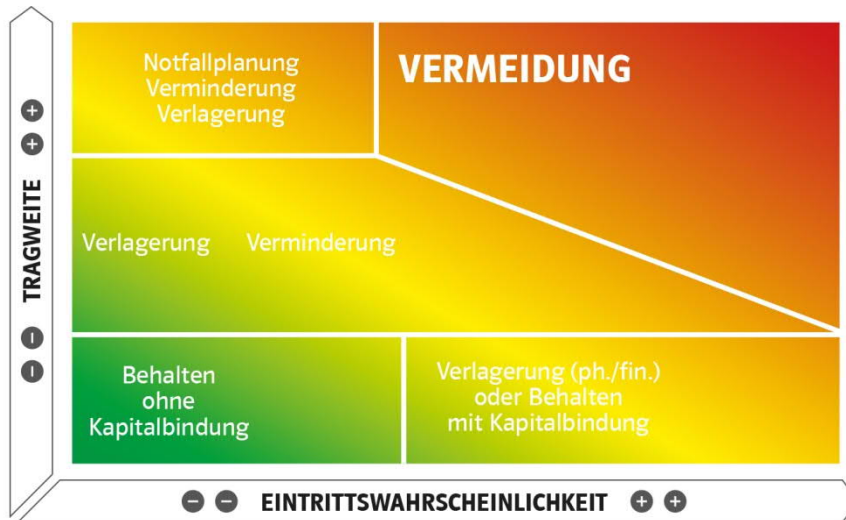 Notfallplanung
Verminderung
Verlagerung
VERMEIDUNG
TRAGWEITE
Verlagerung
Verminderung
Behalten
ohne
Kapitalbindung
Verlagerung (ph./fin.)
oder Behalten
mit Kapitalbindung
EINTRITTSWAHRSCHEINLICHKEIT